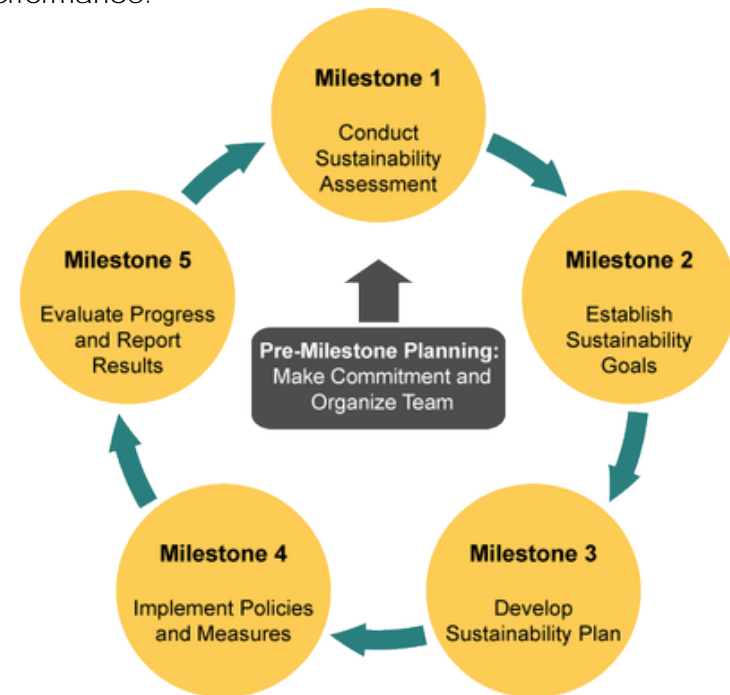 Milestone 1
Conduct
Sustainability
Assessment
Milestone 2
Establish
Sustainability
Goals
Milestone 3
Develop
Sustainability Plan
Milestone 4
Implement Policies
and Measures
Milestone 5
Evaluate Progress
and Report
Results
Pre-Milestone Planning:
Make Commitment and
Organize Team